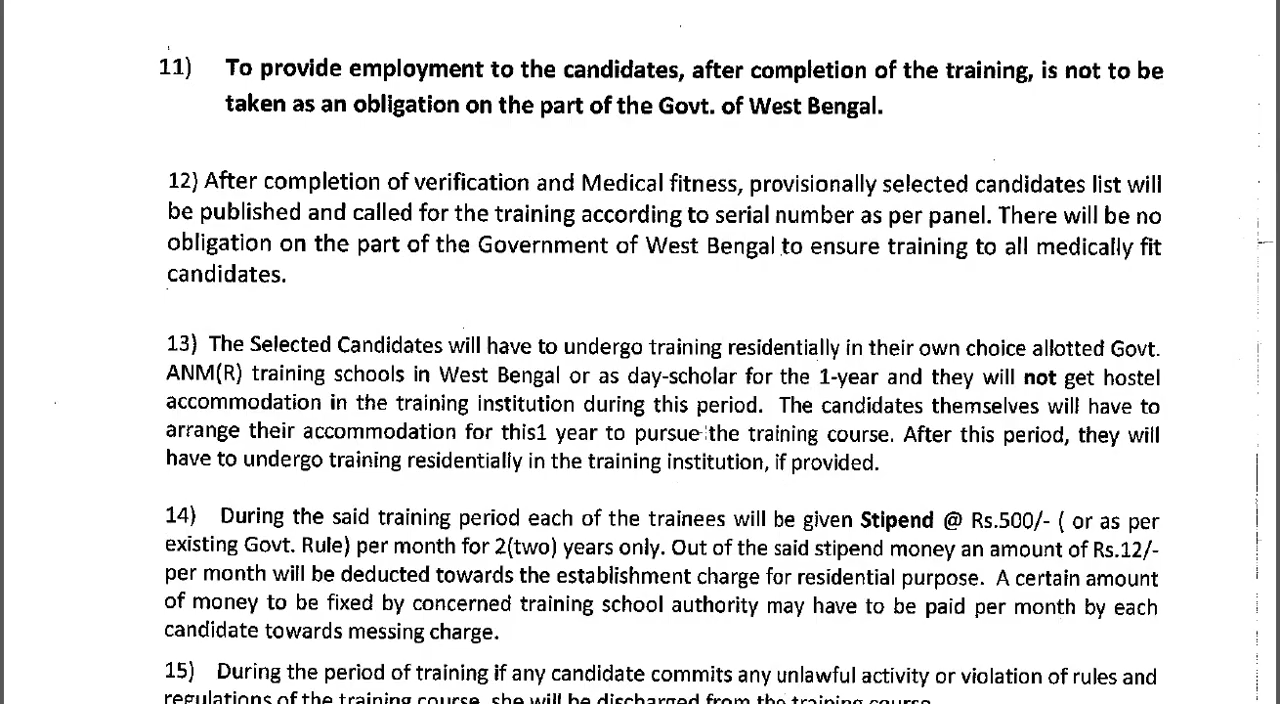 11) To provide employment to the candidates, after completion of the training, is not to be
taken as an obligation on the part of the Govt. of West Bengal.
12) After completion of verification and Medical fitness, provisionally selected candidates list will
be published and called for the training according to serial number as per panel. There will be no
obligation on the part of the Government of West Bengal to ensure training to all medically fit
candidates.
13) The Selected Candidates will have to undergo training residentially in their own choice allotted Govt.
ANM(R) training schools in West Bengal or as day-scholar for the 1-year and they will not get hostel
accommodation in the training institution during this period. The candidates themselves will have to
arrange their accommodation for this1 year to pursue the training course. After this period, they will
have to undergo training residentially in the training institution, if provided.
14) During the said training period each of the trainees will be given Stipend @ Rs.500/- ( or as per
existing Govt. Rule) per month for 2(two) years only. Out of the said stipend money an amount of Rs.12/-
per month will be deducted towards the establishment charge for residential purpose. A certain amount
of money to be fixed by concerned training school authority may have to be paid per month by each
candidate towards messing charge.
15) During the period of training if any candidate commits any unlawful activity or violation of rules and
regulations of the training course, she will be discharged from the training course.